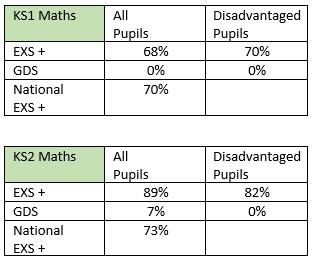 KS1 Maths All Pupils Disadvantaged Pupils
EXS + 68% 70%
GDS 0% 0%
National EXS + 70%
KS2 Maths All Pupils Disadvantaged Pupils
EXS + 89% 82%
GDS 7% 0%
National EXS + 73%